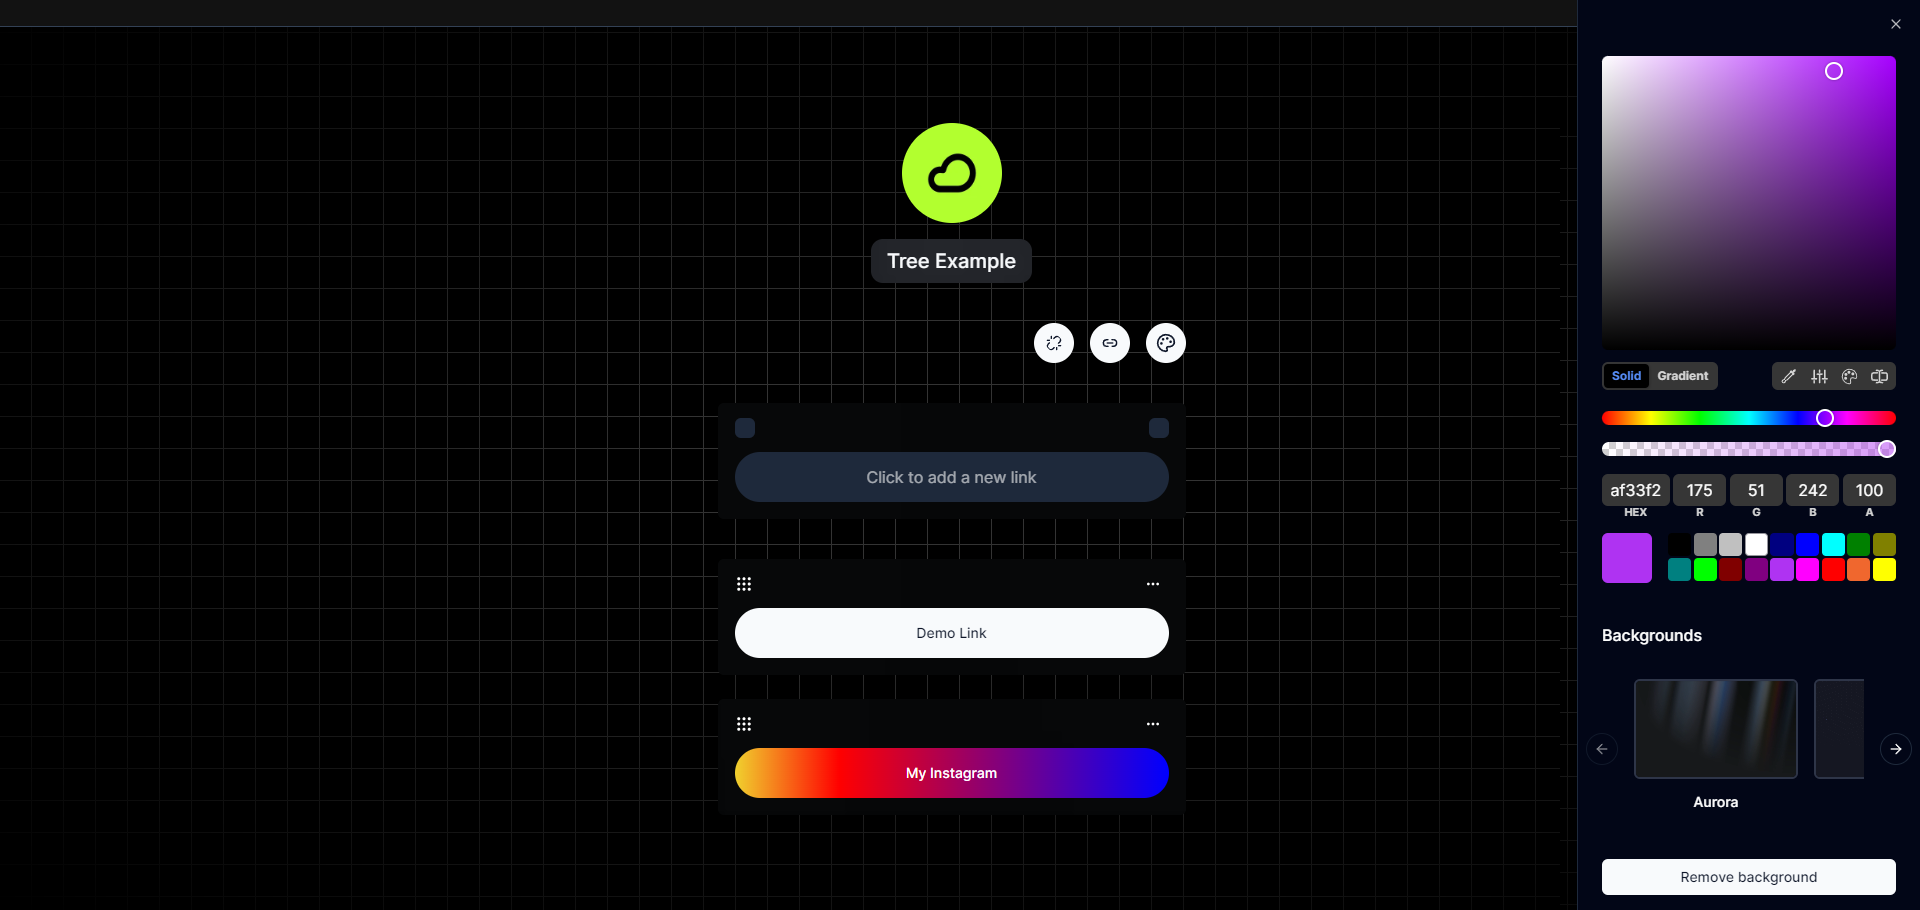 Tree Example
Click to add a new link
Demo Link
My Instagram
Solid Gradient
af33f2 175 51 242 100
HEX R G B A
Backgrounds
Aurora
Remove background